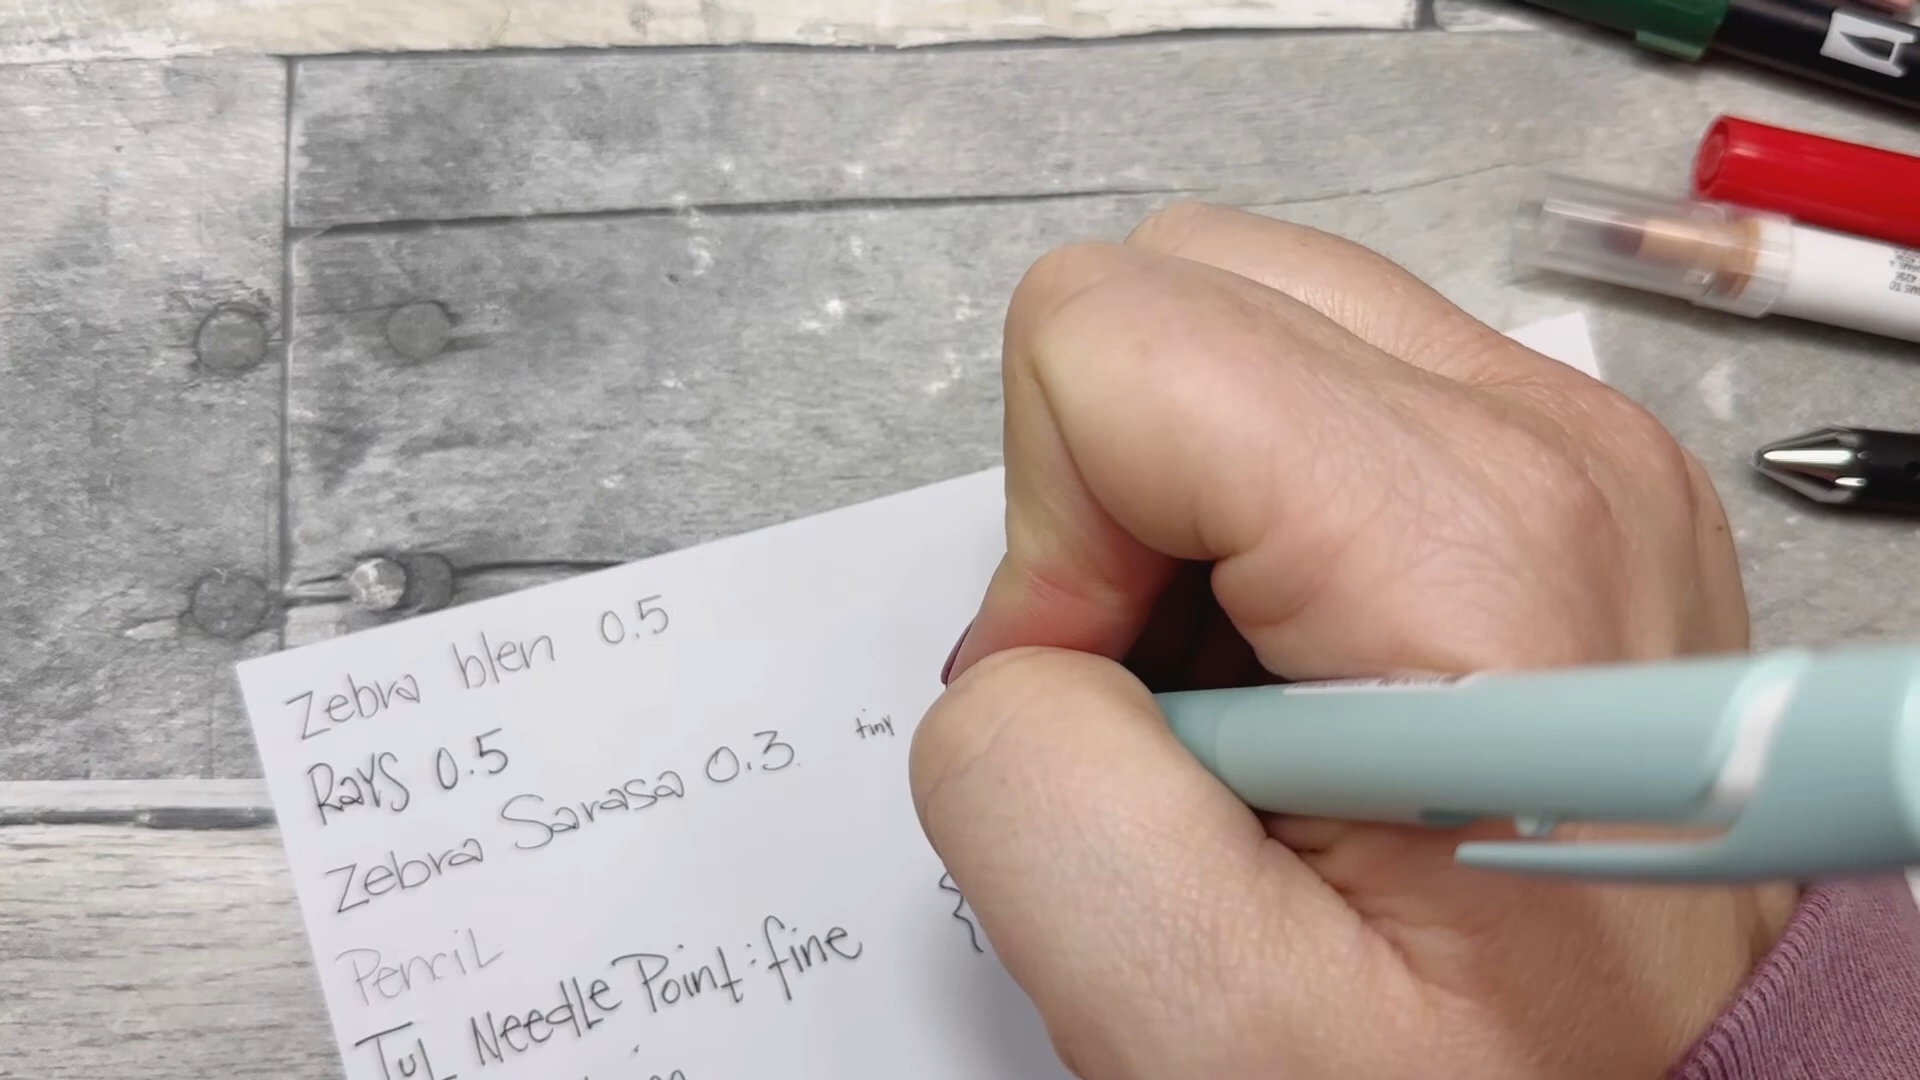 Zebra blen 0.5
RAYS 0.5
Zebra Sarasa 0.3 tiny
Pencil
TUL Needle Point: fine